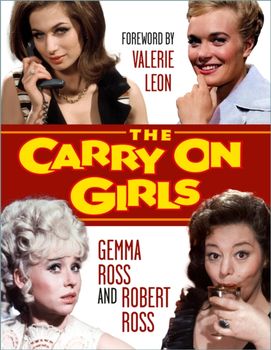 FOREWORD BY
VALERIE
LEON
THE
CARRY ON
GIRLS
GEMMA
ROSS
AND ROBERT
ROSS